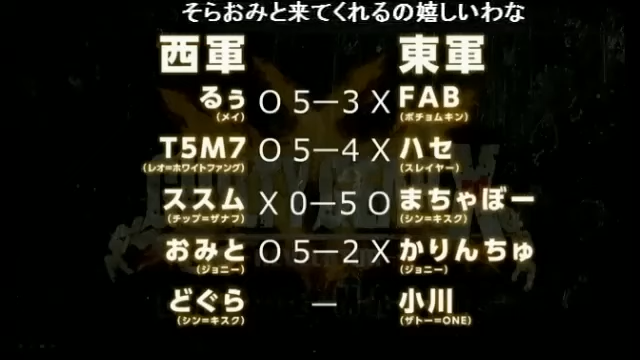 そらおみと来てくれるの嬉しいわな
西軍 東軍
るぅ O 5—3 X FAB
(メイ) (ポチョムキン)
T5M7 O 5—4 X ハセ
(レオ=ホワイトファング) (スレイヤー)
ススム X 0—5 O まちゃぼー
(チップ=ザナフ) (シン=キスク)
おみと O 5—2 X かりんちゅ
(ジョニー) (ジョニー)
どぐら — 小川
(シン=キスク) (ザトー=ONE)